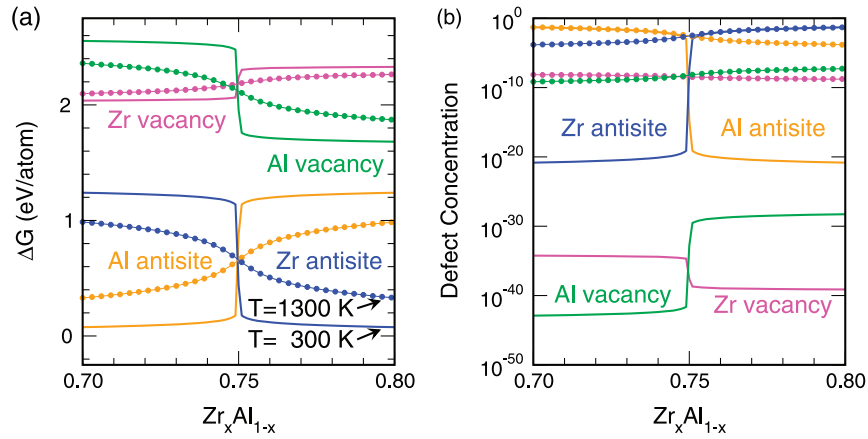 (a)
ΔG (eV/atom)
2
1
0
Zr vacancy
Al vacancy
Al antisite
Zr antisite
T=1300 K
T= 300 K
0.70
0.75
0.80
ZrₓAl₁₋ₓ
(b)
Defect Concentration
10⁰
10⁻¹⁰
10⁻²⁰
10⁻³⁰
10⁻⁴⁰
10⁻⁵⁰
Zr antisite
Al antisite
Al vacancy
Zr vacancy
0.70
0.75
0.80
ZrₓAl₁₋ₓ